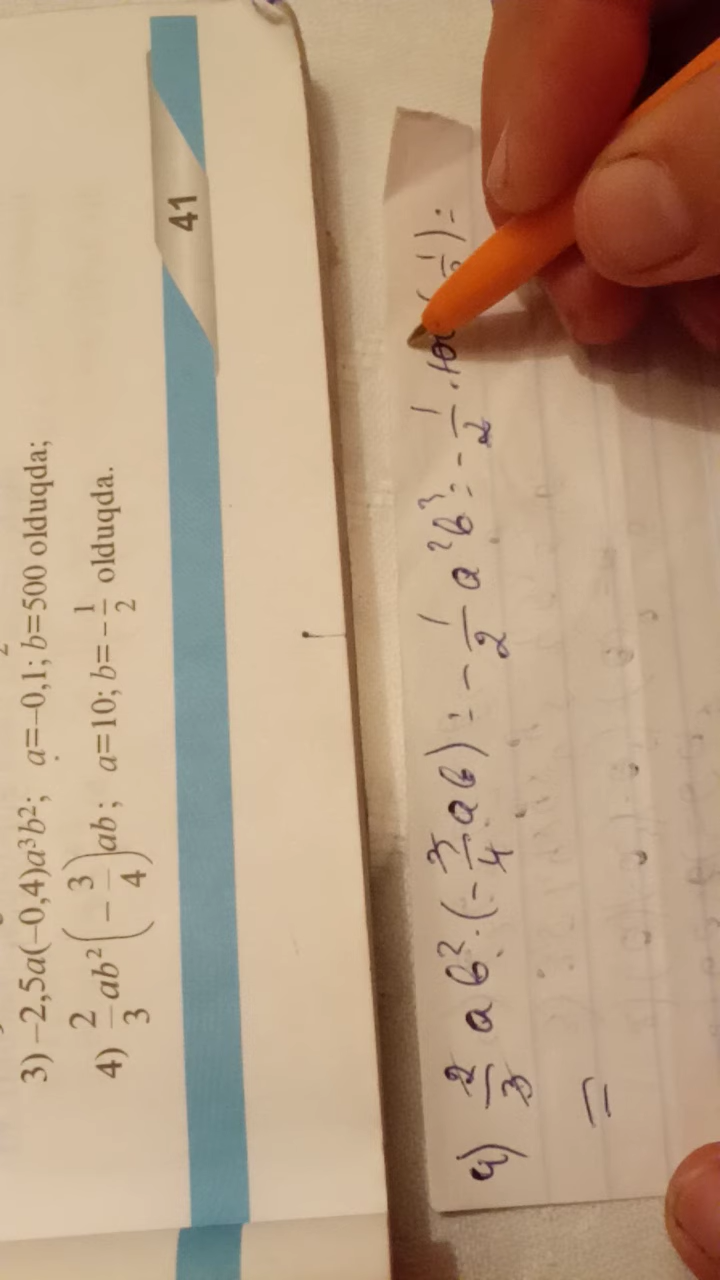 3) −2,5a(−0,4)a³b²; a=−0,1; b=500 olduqda;
4) 2/3 ab² (−3/4) ab; a=10; b=−1/2 olduqda.
41
4) 2/3 ab² · (−3/4 ab) = −1/2 a²b³ = −1/2 · 10
=